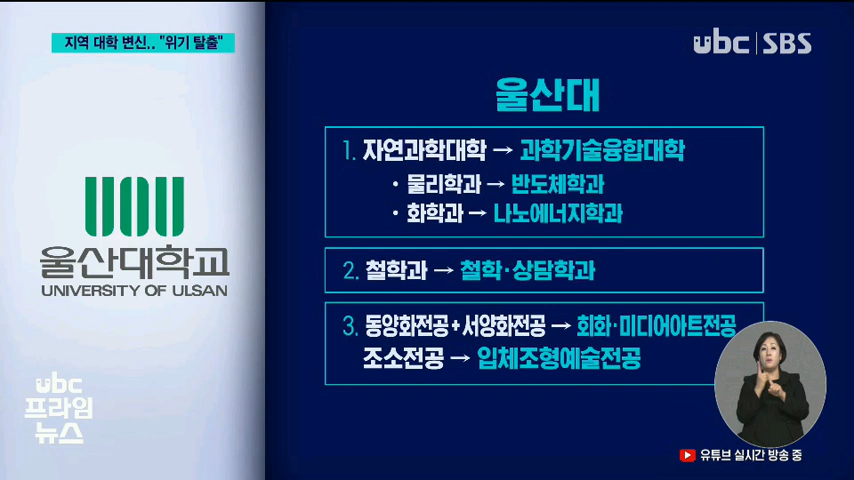 지역 대학 변신.. "위기 탈출"
ubc SBS
울산대
1. 자연과학대학 → 과학기술융합대학
· 물리학과 → 반도체학과
· 화학과 → 나노에너지학과
2. 철학과 → 철학·상담학과
3. 동양화전공+서양화전공 → 회화·미디어아트전공
조소전공 → 입체조형예술전공
UOU
울산대학교
UNIVERSITY OF ULSAN
ubc
프라임
뉴스
유튜브 실시간 방송 중